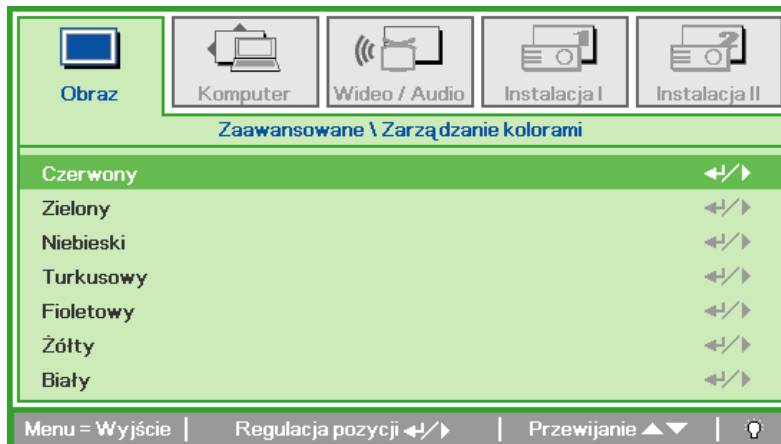 Obraz
Komputer
Wideo / Audio
Instalacja I
Instalacja II
Zaawansowane \ Zarządzanie kolorami
Czerwony
Zielony
Niebieski
Turkusowy
Fioletowy
Żółty
Biały
Menu = Wyjście | Regulacja pozycji ↵/▶ | Przewijanie ▲▼ |